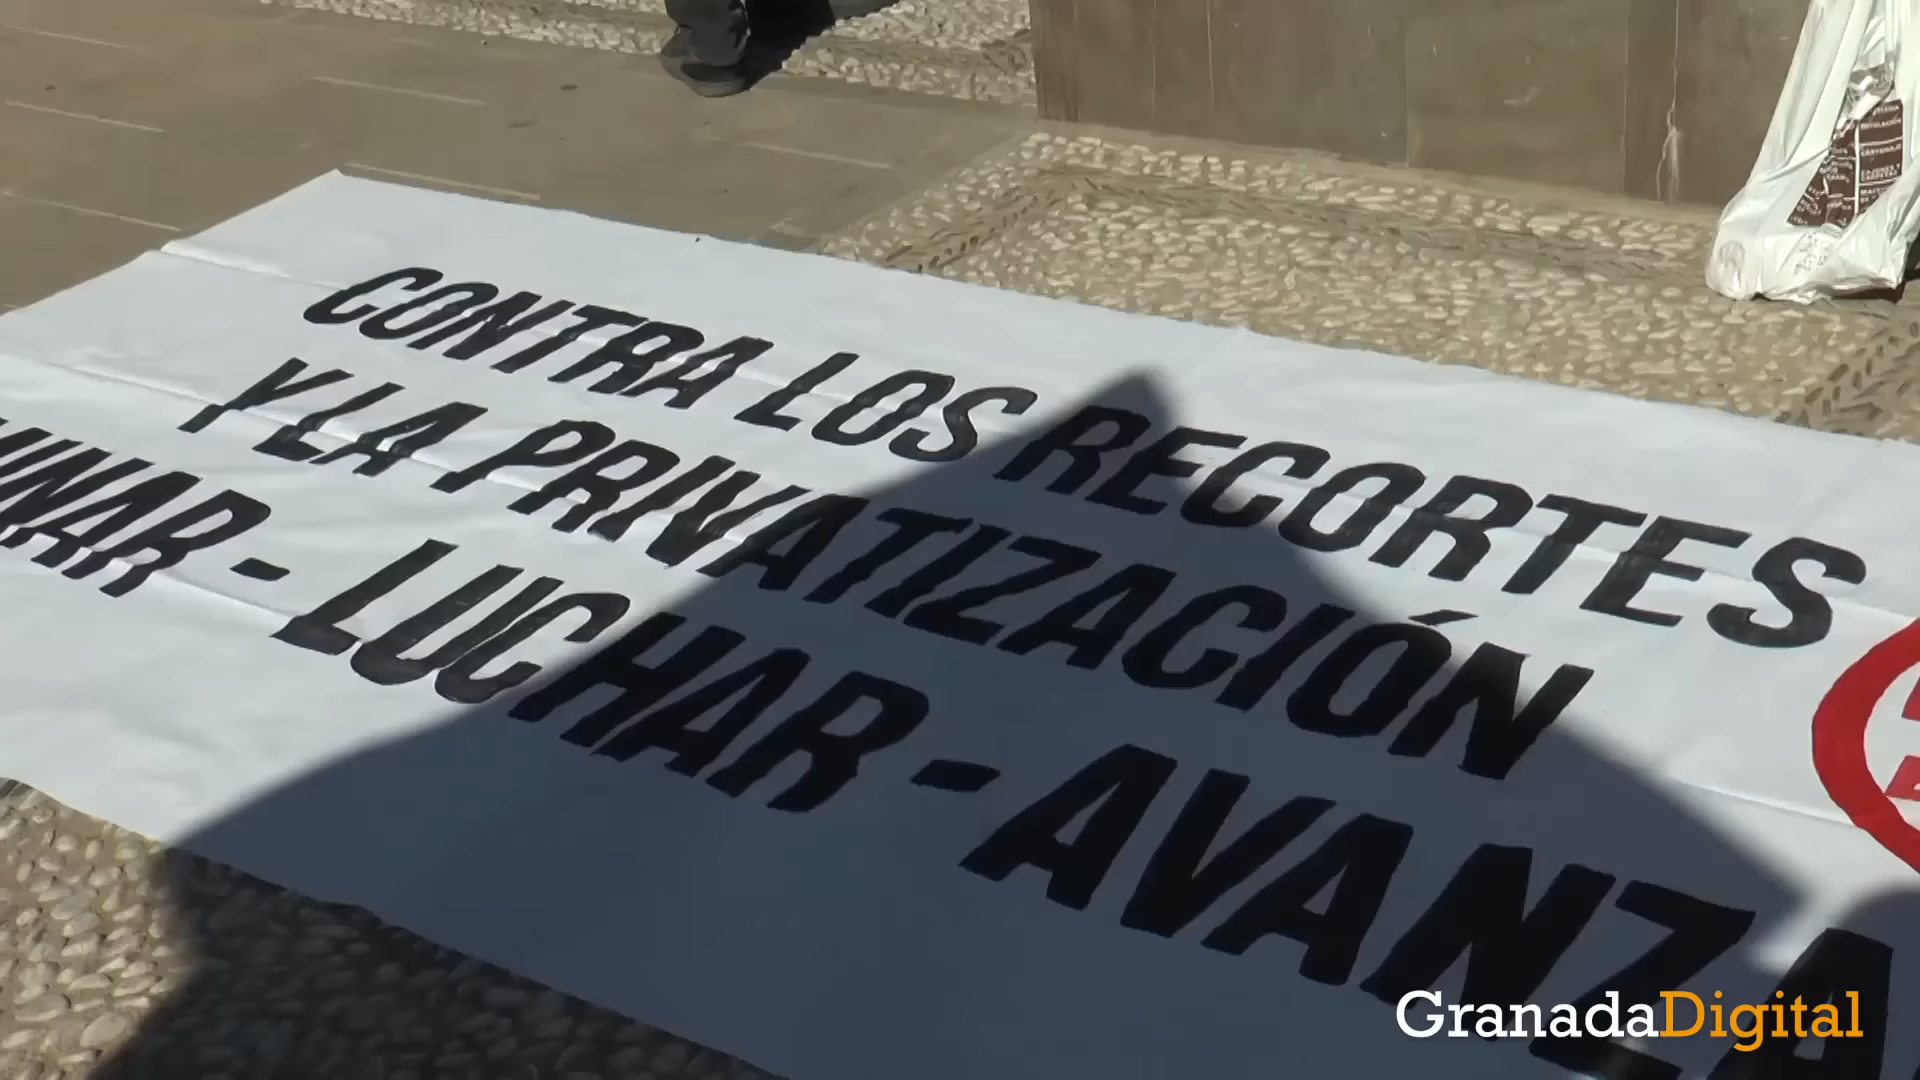 CONTRA LOS RECORTES
Y LA PRIVATIZACIÓN
- LUCHAR - AVANZA
GranadaDigital